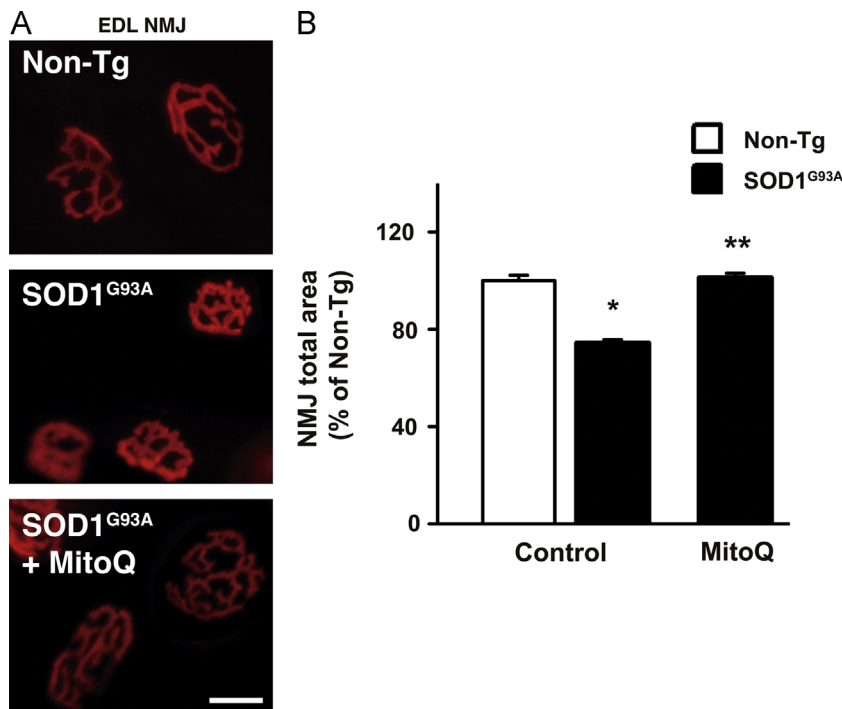 A
EDL NMJ
Non-Tg
SOD1G93A
SOD1G93A
+ MitoQ
B
Non-Tg
SOD1G93A
NMJ total area
(% of Non-Tg)
120
80
40
0
*
**
Control
MitoQ